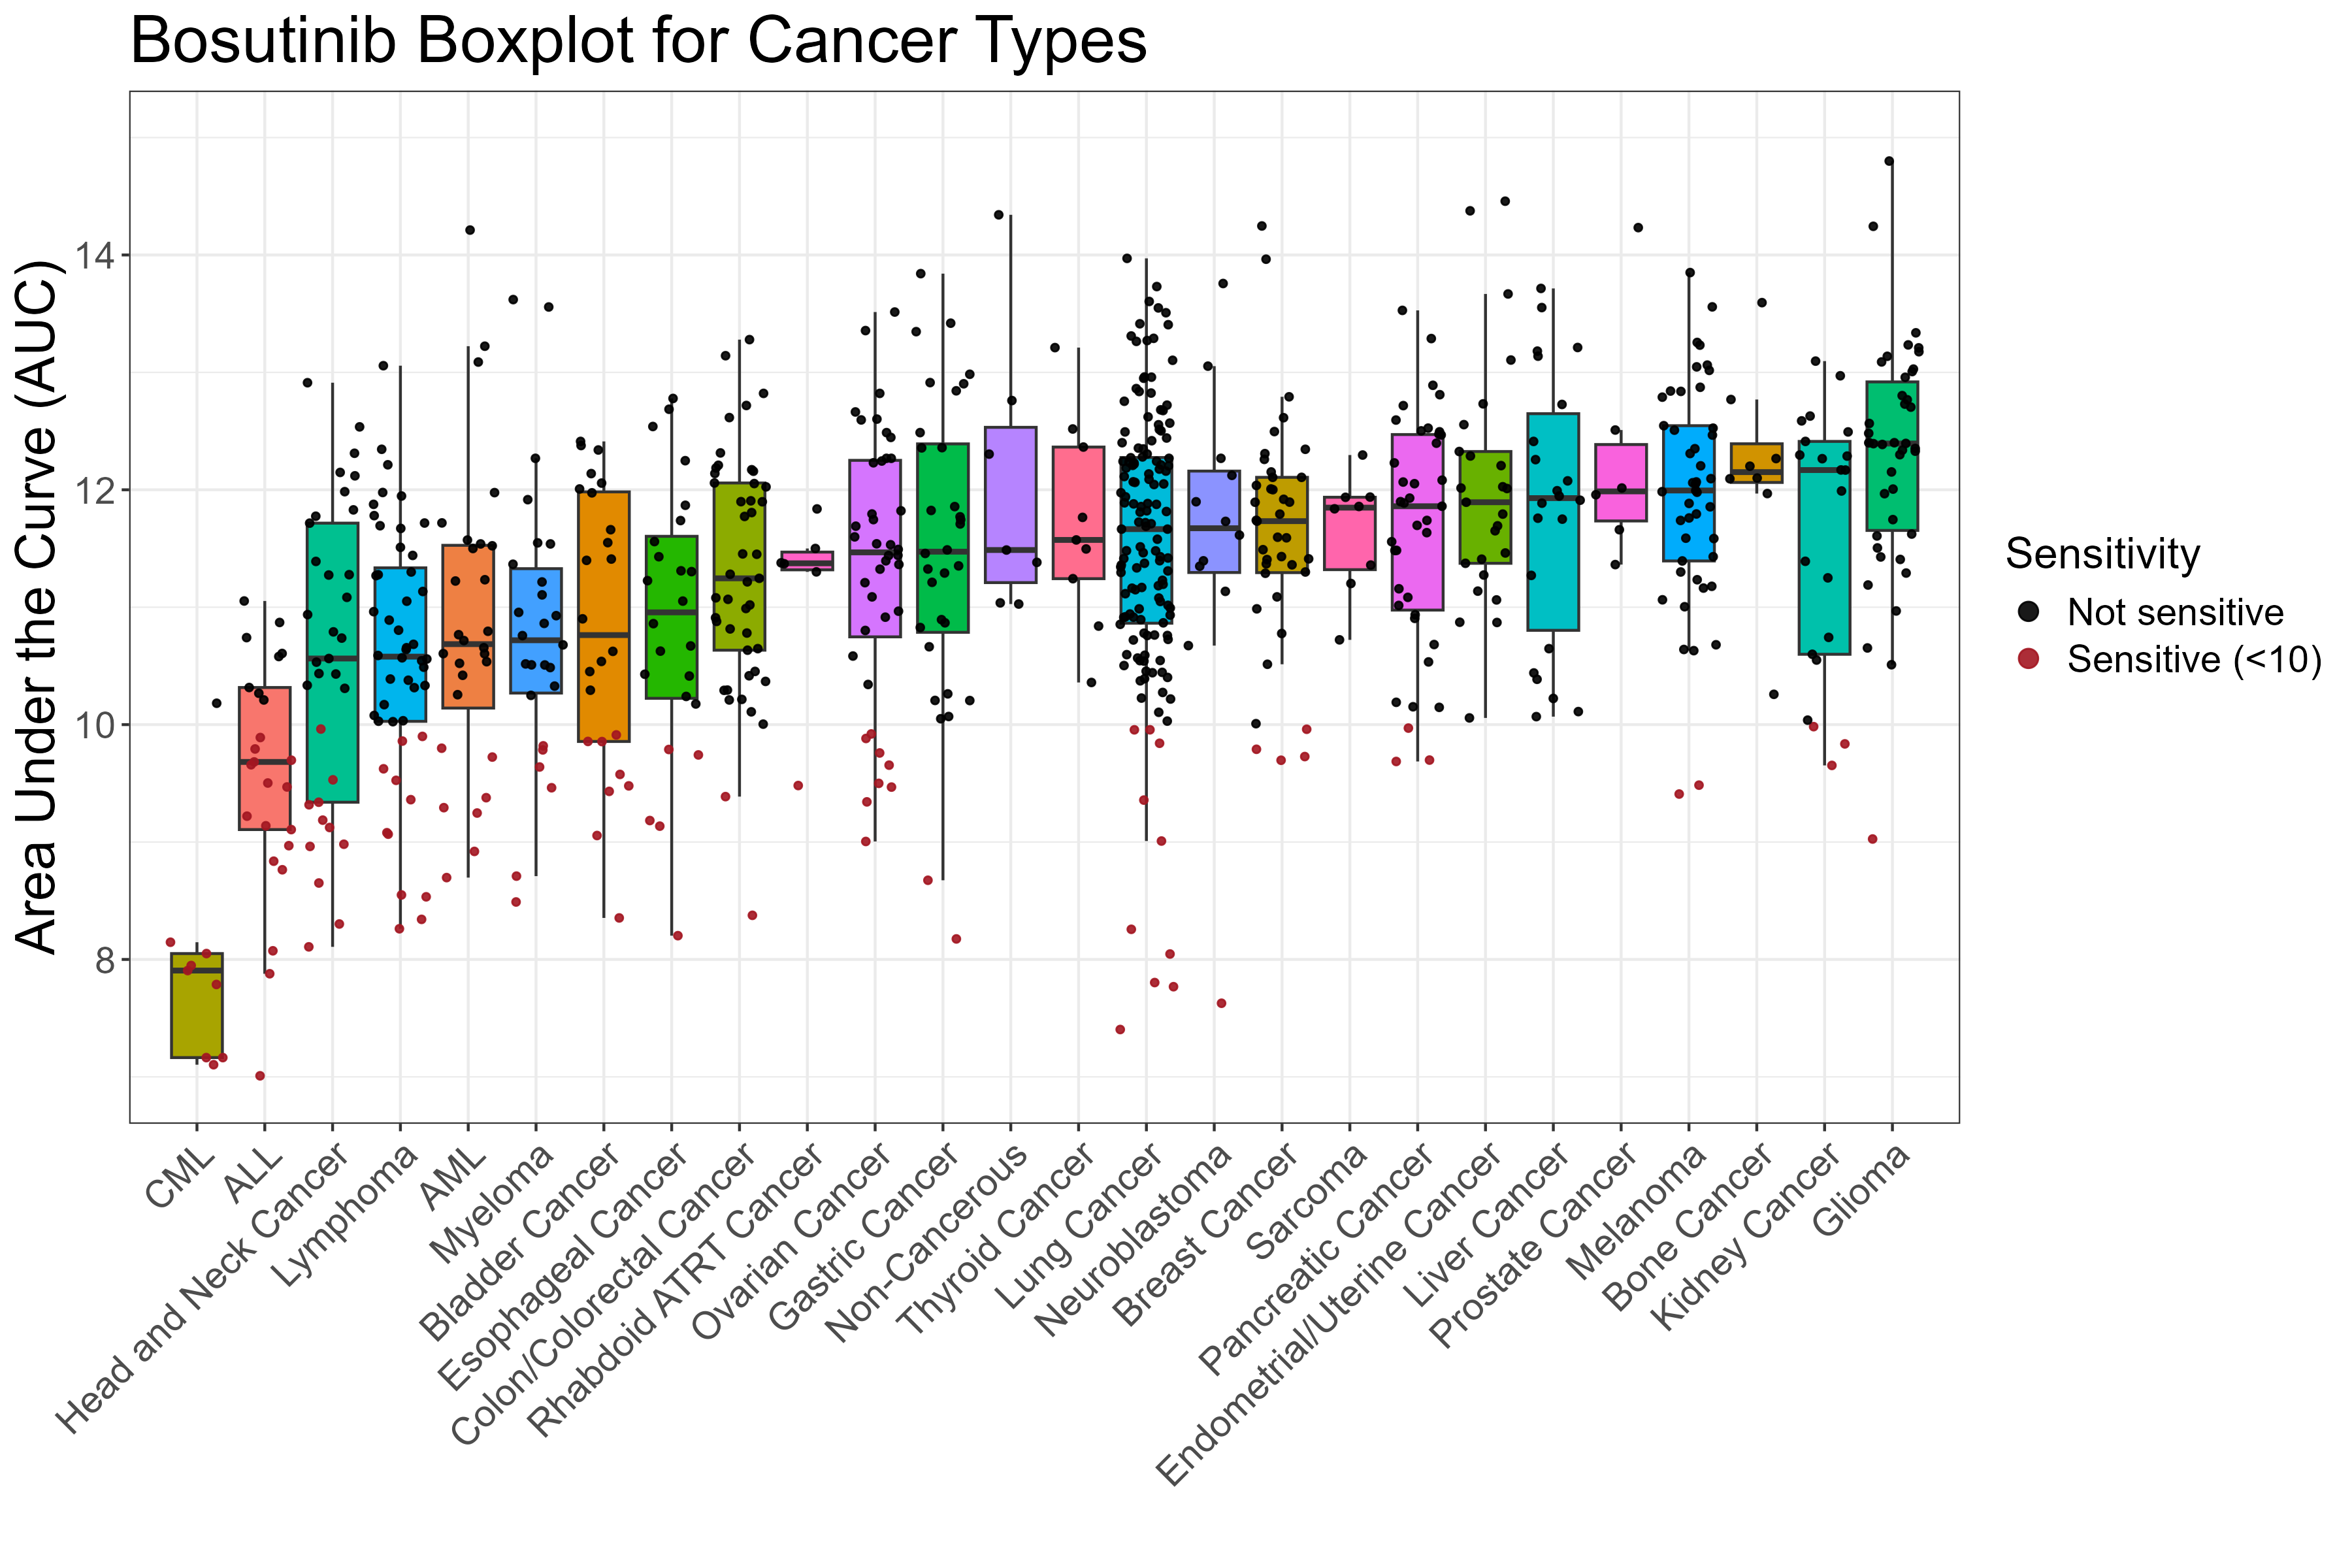 Bosutinib Boxplot for Cancer Types
Area Under the Curve (AUC)
14
12
10
8
CML
ALL
Head and Neck Cancer
Lymphoma
AML
Myeloma
Bladder Cancer
Esophageal Cancer
Colon/Colorectal Cancer
Rhabdoid ATRT Cancer
Ovarian Cancer
Gastric Cancer
Non-Cancerous
Thyroid Cancer
Lung Cancer
Neuroblastoma
Breast Cancer
Sarcoma
Pancreatic Cancer
Endometrial/Uterine Cancer
Liver Cancer
Prostate Cancer
Melanoma
Bone Cancer
Kidney Cancer
Glioma
Sensitivity
Not sensitive
Sensitive (<10)